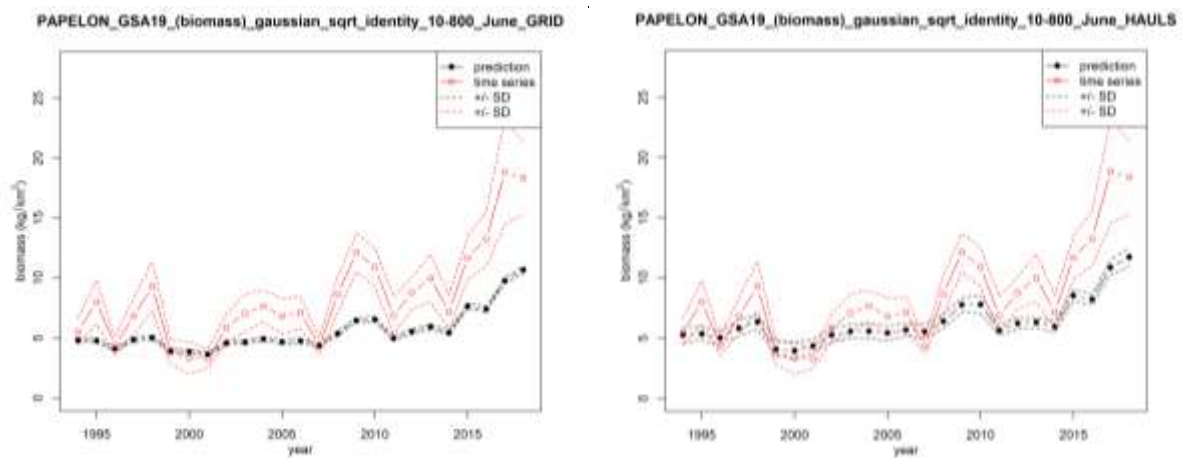 PAPELON_GSA19_(biomass)_gaussian_sqrt_identity_10-800_June_GRID
prediction
time series
+/- SD
+/- SD
biomass (kg/km²)
0
5
10
15
20
25
1995
2000
2005
2010
2015
year
PAPELON_GSA19_(biomass)_gaussian_sqrt_identity_10-800_June_HAULS
prediction
time series
+/- SD
+/- SD
biomass (kg/km²)
0
5
10
15
20
25
1995
2000
2005
2010
2015
year